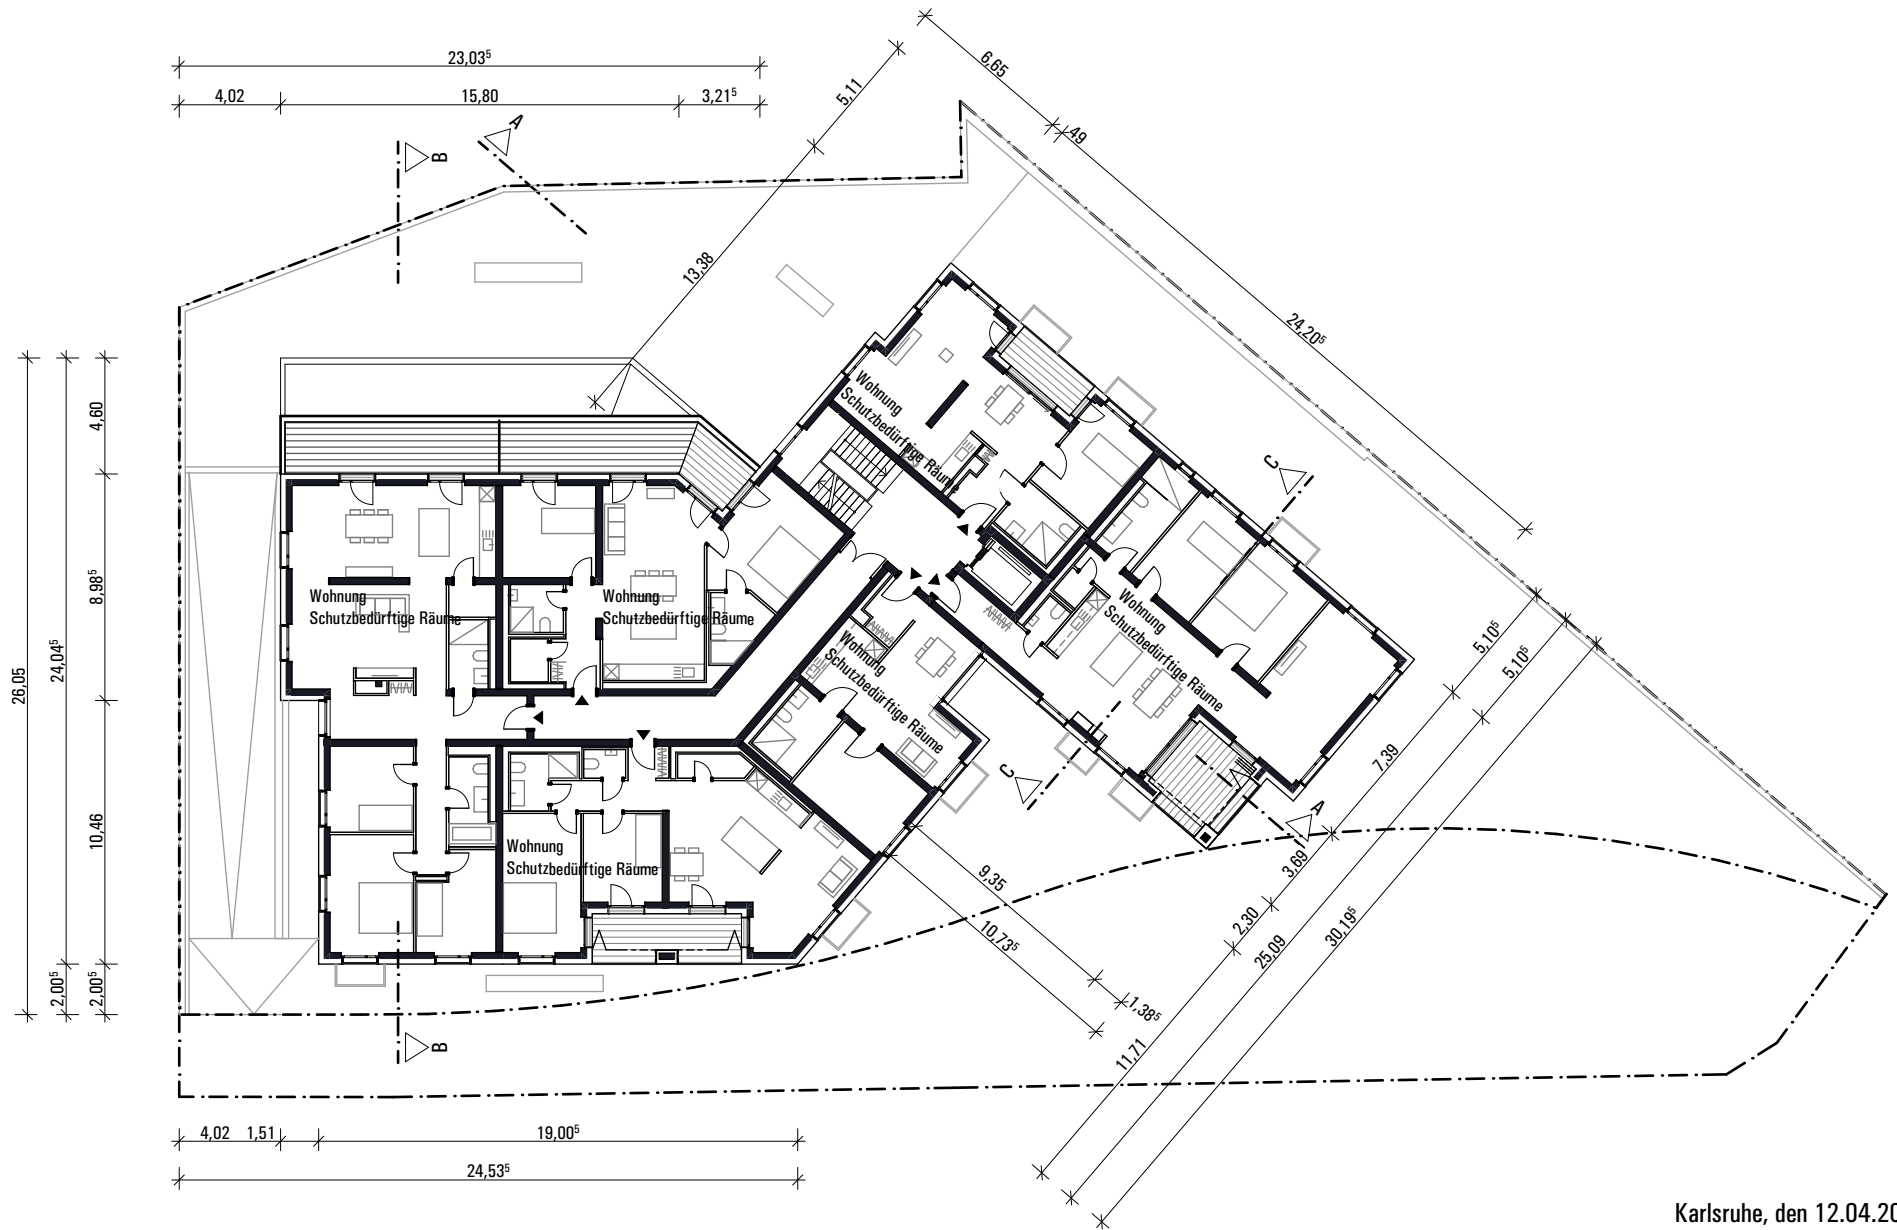 23,03⁵
4,02 15,80 3,21⁵
6,65
5,11
49
A
B
13,38
24,20⁵
26,05
24,04⁵
4,60
8,98⁵
10,46
2,00⁵
2,00⁵
Wohnung
Schutzbedürftige Räume
C
Wohnung
Schutzbedürftige Räume
Wohnung
Schutzbedürftige Räume
Wohnung
Schutzbedürftige Räume
Wohnung
Schutzbedürftige Räume
Wohnung
Schutzbedürftige Räume
5,10⁵
5,10⁵
7,39
C
A
3,69
9,35
10,73⁵
2,30
25,09
30,19⁵
1,38⁵
11,71
B
4,02 1,51 19,00⁵
24,53⁵
Karlsruhe, den 12.04.20